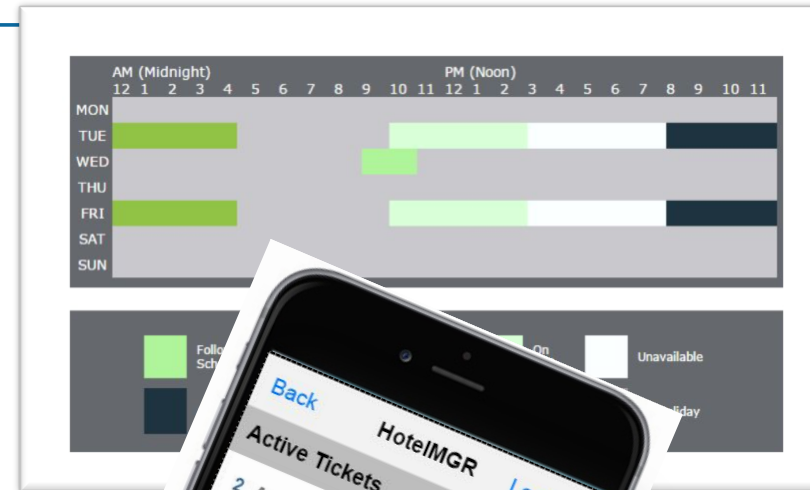 AM (Midnight) PM (Noon)
12 1 2 3 4 5 6 7 8 9 10 11 12 1 2 3 4 5 6 7 8 9 10 11
MON
TUE
WED
THU
FRI
SAT
SUN
On
Unavailable
Back
HotelMGR
Active Tickets
2